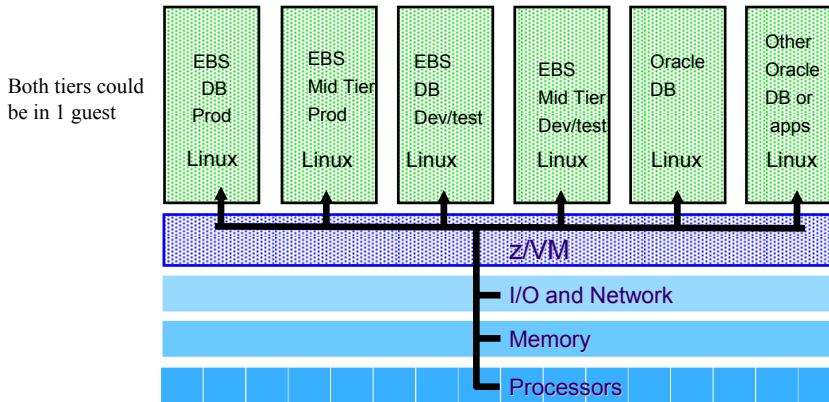 Both tiers could
be in 1 guest
EBS
DB
Prod
Linux
EBS
Mid Tier
Prod
Linux
EBS
DB
Dev/test
Linux
EBS
Mid Tier
Dev/test
Linux
Oracle
DB
Linux
Other
Oracle
DB or
apps
Linux
z/VM
I/O and Network
Memory
Processors